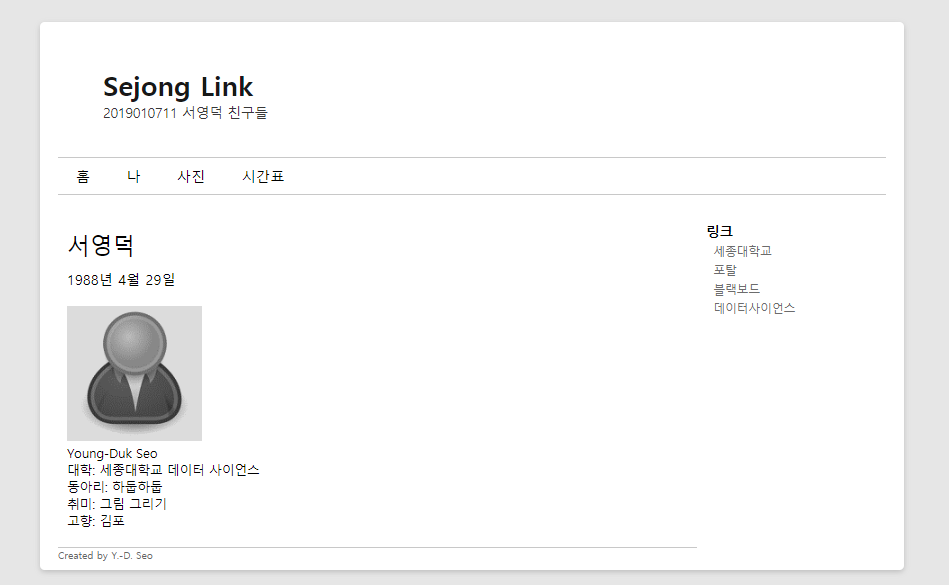 Sejong Link
2019010711 서영덕 친구들
홈 나 사진 시간표
서영덕
1988년 4월 29일
Young-Duk Seo
대학: 세종대학교 데이터 사이언스
동아리: 하둡하둡
취미: 그림 그리기
고향: 김포
링크
세종대학교
포탈
블랙보드
데이터사이언스
Created by Y.-D. Seo